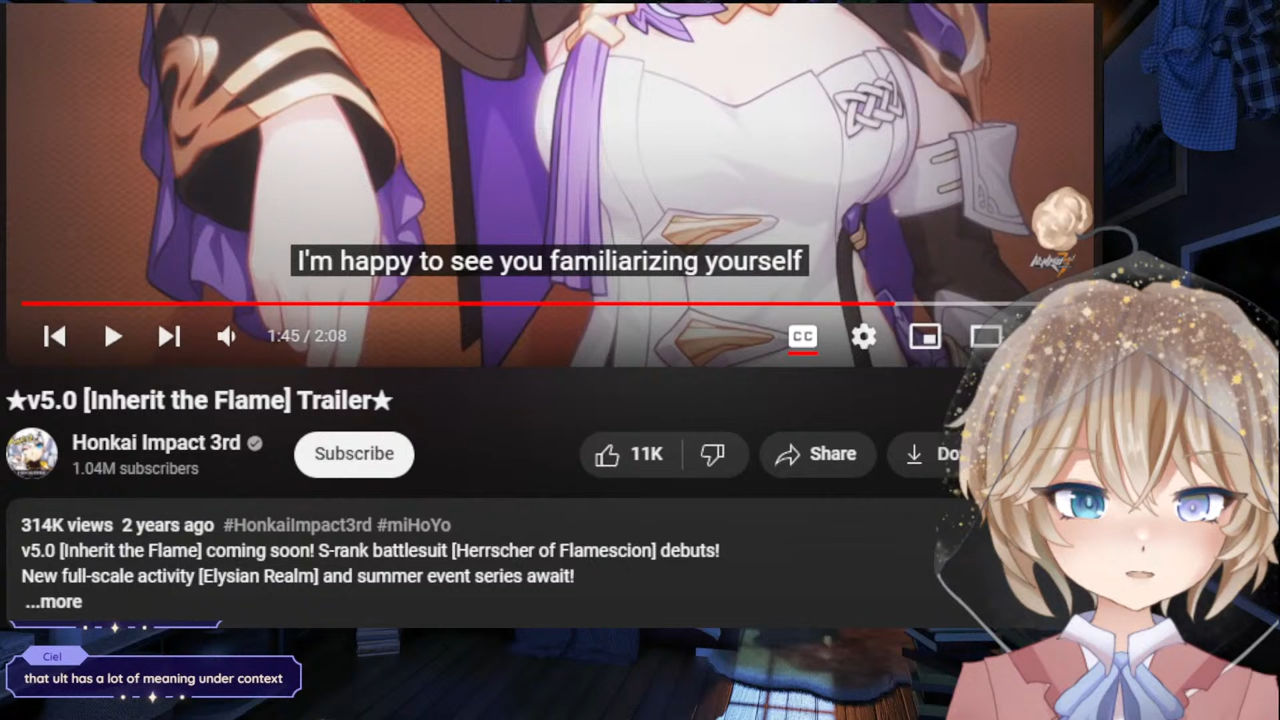 I'm happy to see you familiarizing yourself
1:45 / 2:08
CC
★v5.0 [Inherit the Flame] Trailer★
Honkai Impact 3rd
1.04M subscribers
Subscribe
11K
Share
314K views 2 years ago #HonkaiImpact3rd #miHoYo
v5.0 [Inherit the Flame] coming soon! S-rank battlesuit [Herrscher of Flamescion] debuts!
New full-scale activity [Elysian Realm] and summer event series await!
...more
Ciel
that ult has a lot of meaning under context